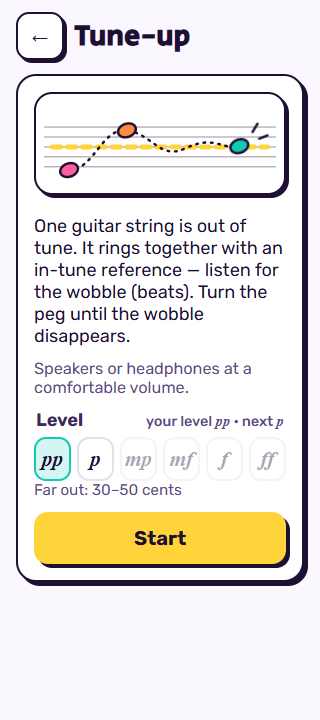 ← Tune-up
One guitar string is out of
tune. It rings together with an
in-tune reference — listen for
the wobble (beats). Turn the
peg until the wobble
disappears.
Speakers or headphones at a
comfortable volume.
Level your level pp · next p
pp p mp mf f ff
Far out: 30–50 cents
Start